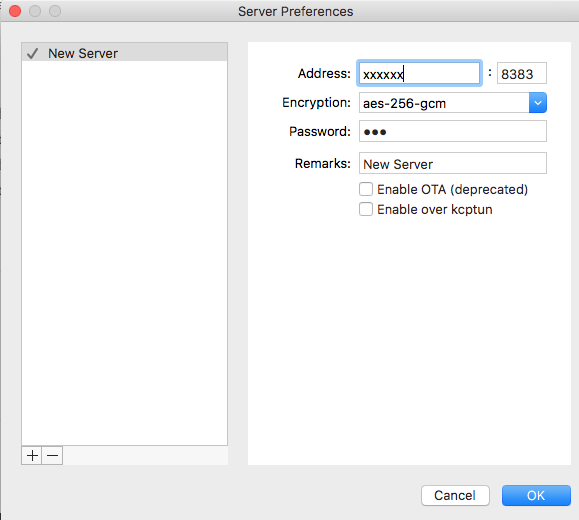 Server Preferences
New Server
Address: xxxxxx : 8383
Encryption: aes-256-gcm
Password: ●●●
Remarks: New Server
Enable OTA (deprecated)
Enable over kcptun
Cancel OK